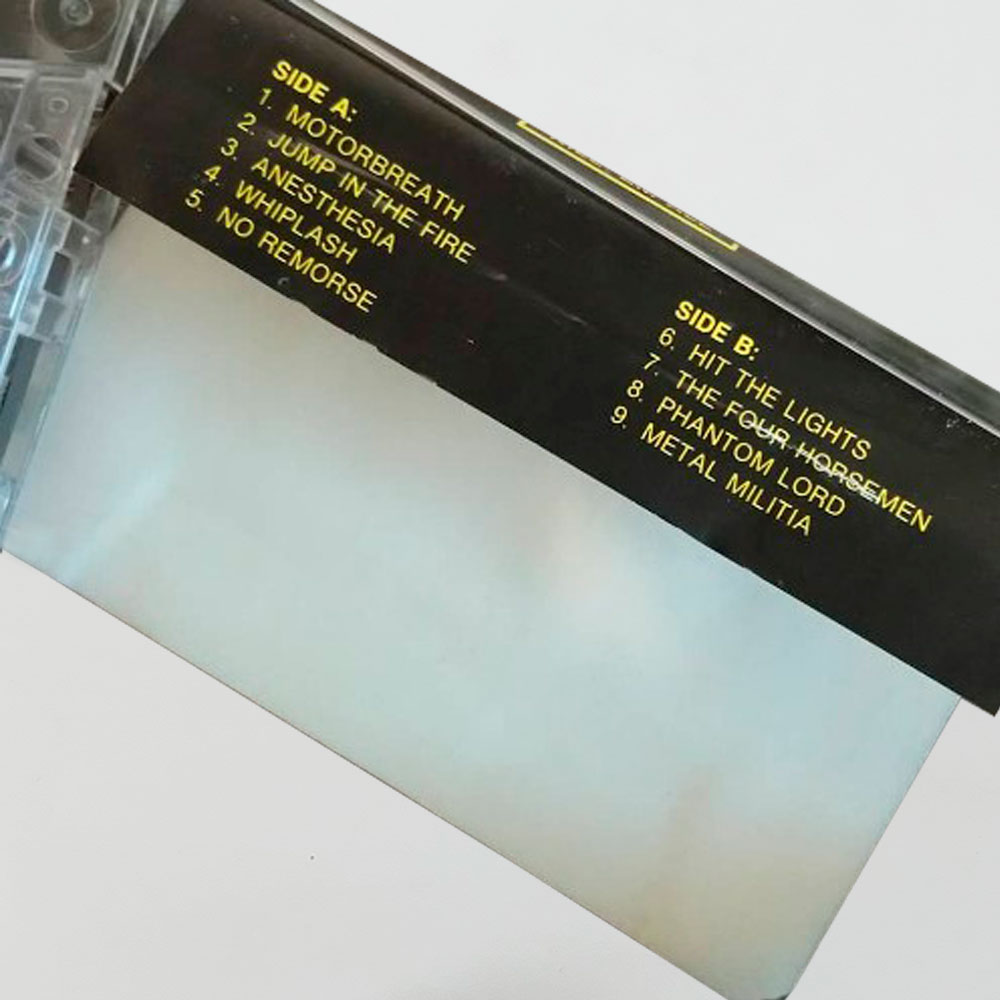 SIDE A:
1. MOTORBREATH
2. JUMP IN THE FIRE
3. ANESTHESIA
4. WHIPLASH
5. NO REMORSE
SIDE B:
6. HIT THE LIGHTS
7. THE FOUR HORSEMEN
8. PHANTOM LORD
9. METAL MILITIA